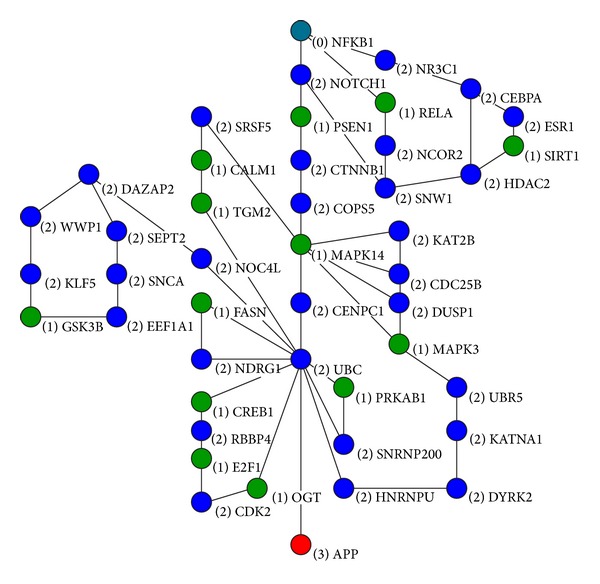 (0) NFKB1
(2) NR3C1
(2) NOTCH1
(2) CEBPA
(1) RELA
(2) SRSF5
(1) PSEN1
(2) ESR1
(1) SIRT1
(2) NCOR2
(1) CALM1
(2) CTNNB1
(2) HDAC2
(2) DAZAP2
(2) SNW1
(1) TGM2
(2) COPS5
(2) WWP1
(2) SEPT2
(2) KAT2B
(1) MAPK14
(2) NOC4L
(2) KLF5
(2) SNCA
(2) CDC25B
(1) FASN
(2) CENPC1
(2) DUSP1
(1) GSK3B
(2) EEF1A1
(1) MAPK3
(2) NDRG1
(2) UBC
(1) PRKAB1
(2) UBR5
(1) CREB1
(2) RBBP4
(2) KATNA1
(2) SNRNP200
(1) E2F1
(1) OGT
(2) HNRNPU
(2) DYRK2
(2) CDK2
(3) APP